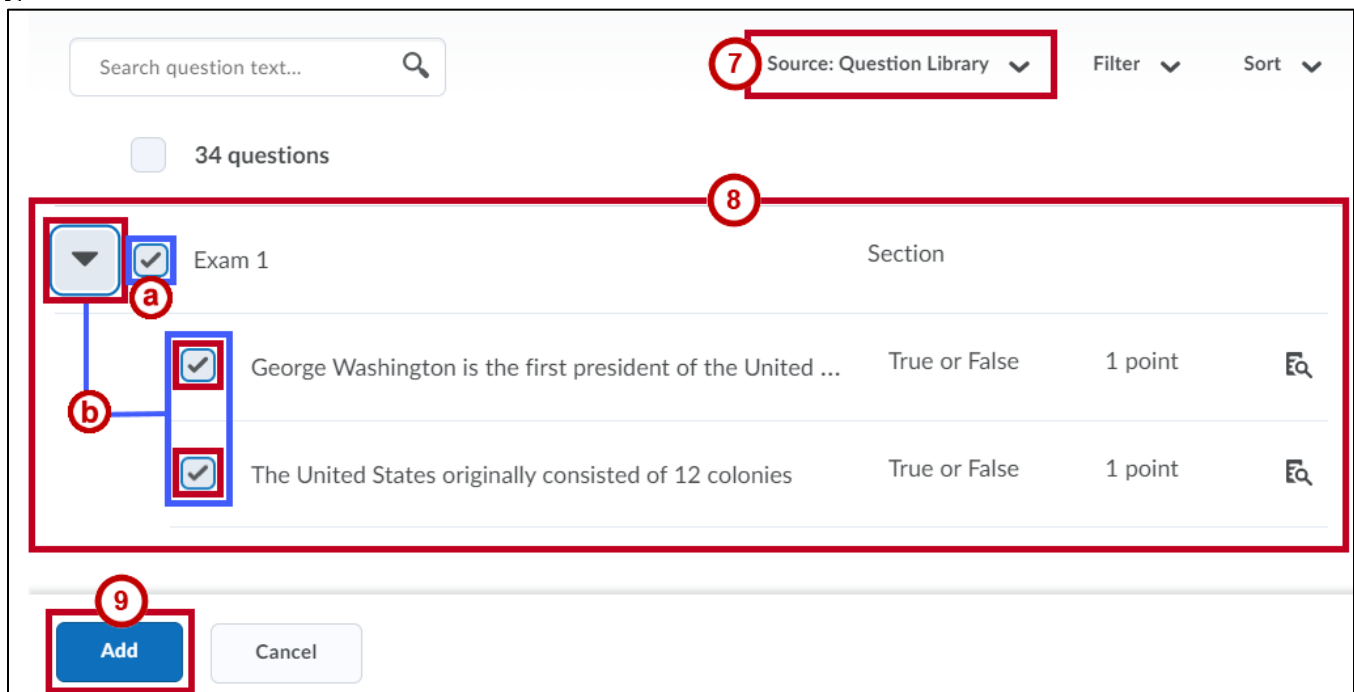 Search question text...
7 Source: Question Library Filter Sort
34 questions
8
Exam 1 Section
a
George Washington is the first president of the United ... True or False 1 point
b
The United States originally consisted of 12 colonies True or False 1 point
9
Add Cancel